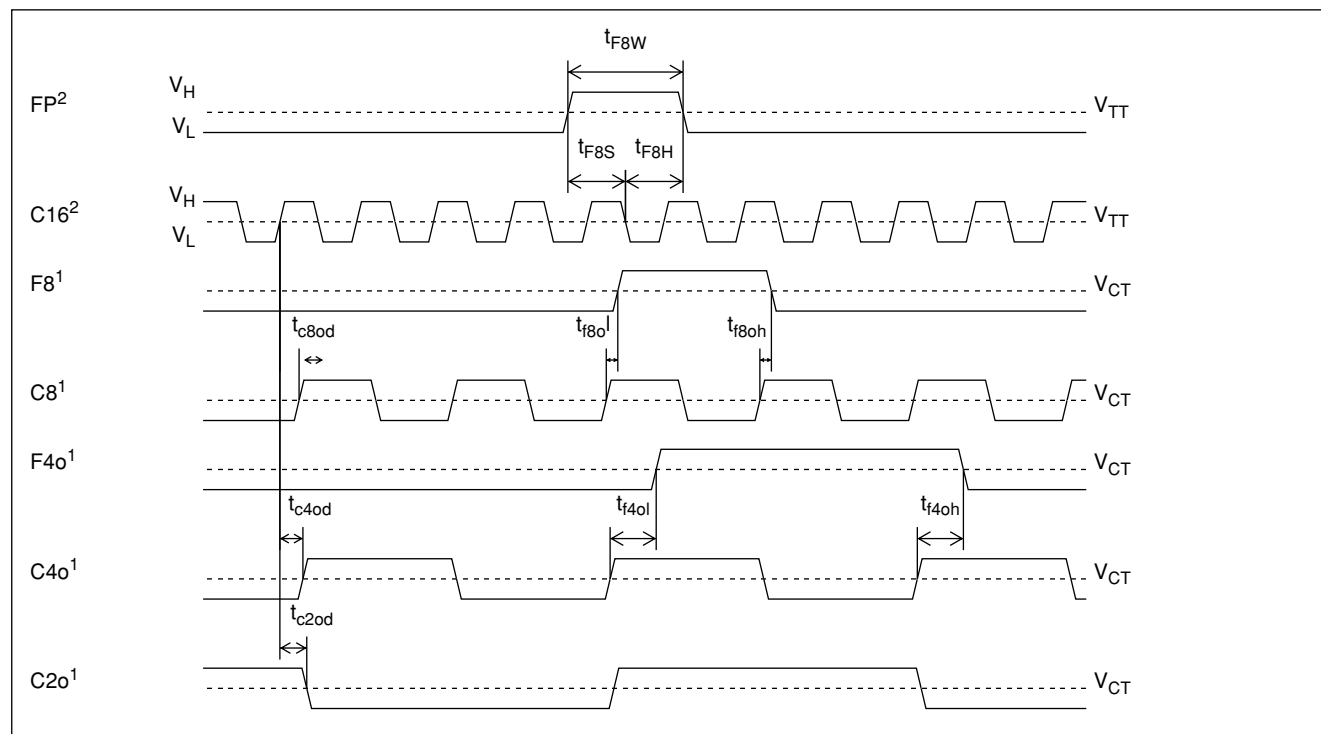 tF8W
VH
FP²
VTT
VL
tF8S
tF8H
VH
C16²
VTT
VL
F8¹
VCT
tc8od
tf8ol
tf8oh
C8¹
VCT
F4o¹
VCT
tc4od
tf4ol
tf4oh
C4o¹
VCT
tc2od
C2o¹
VCT